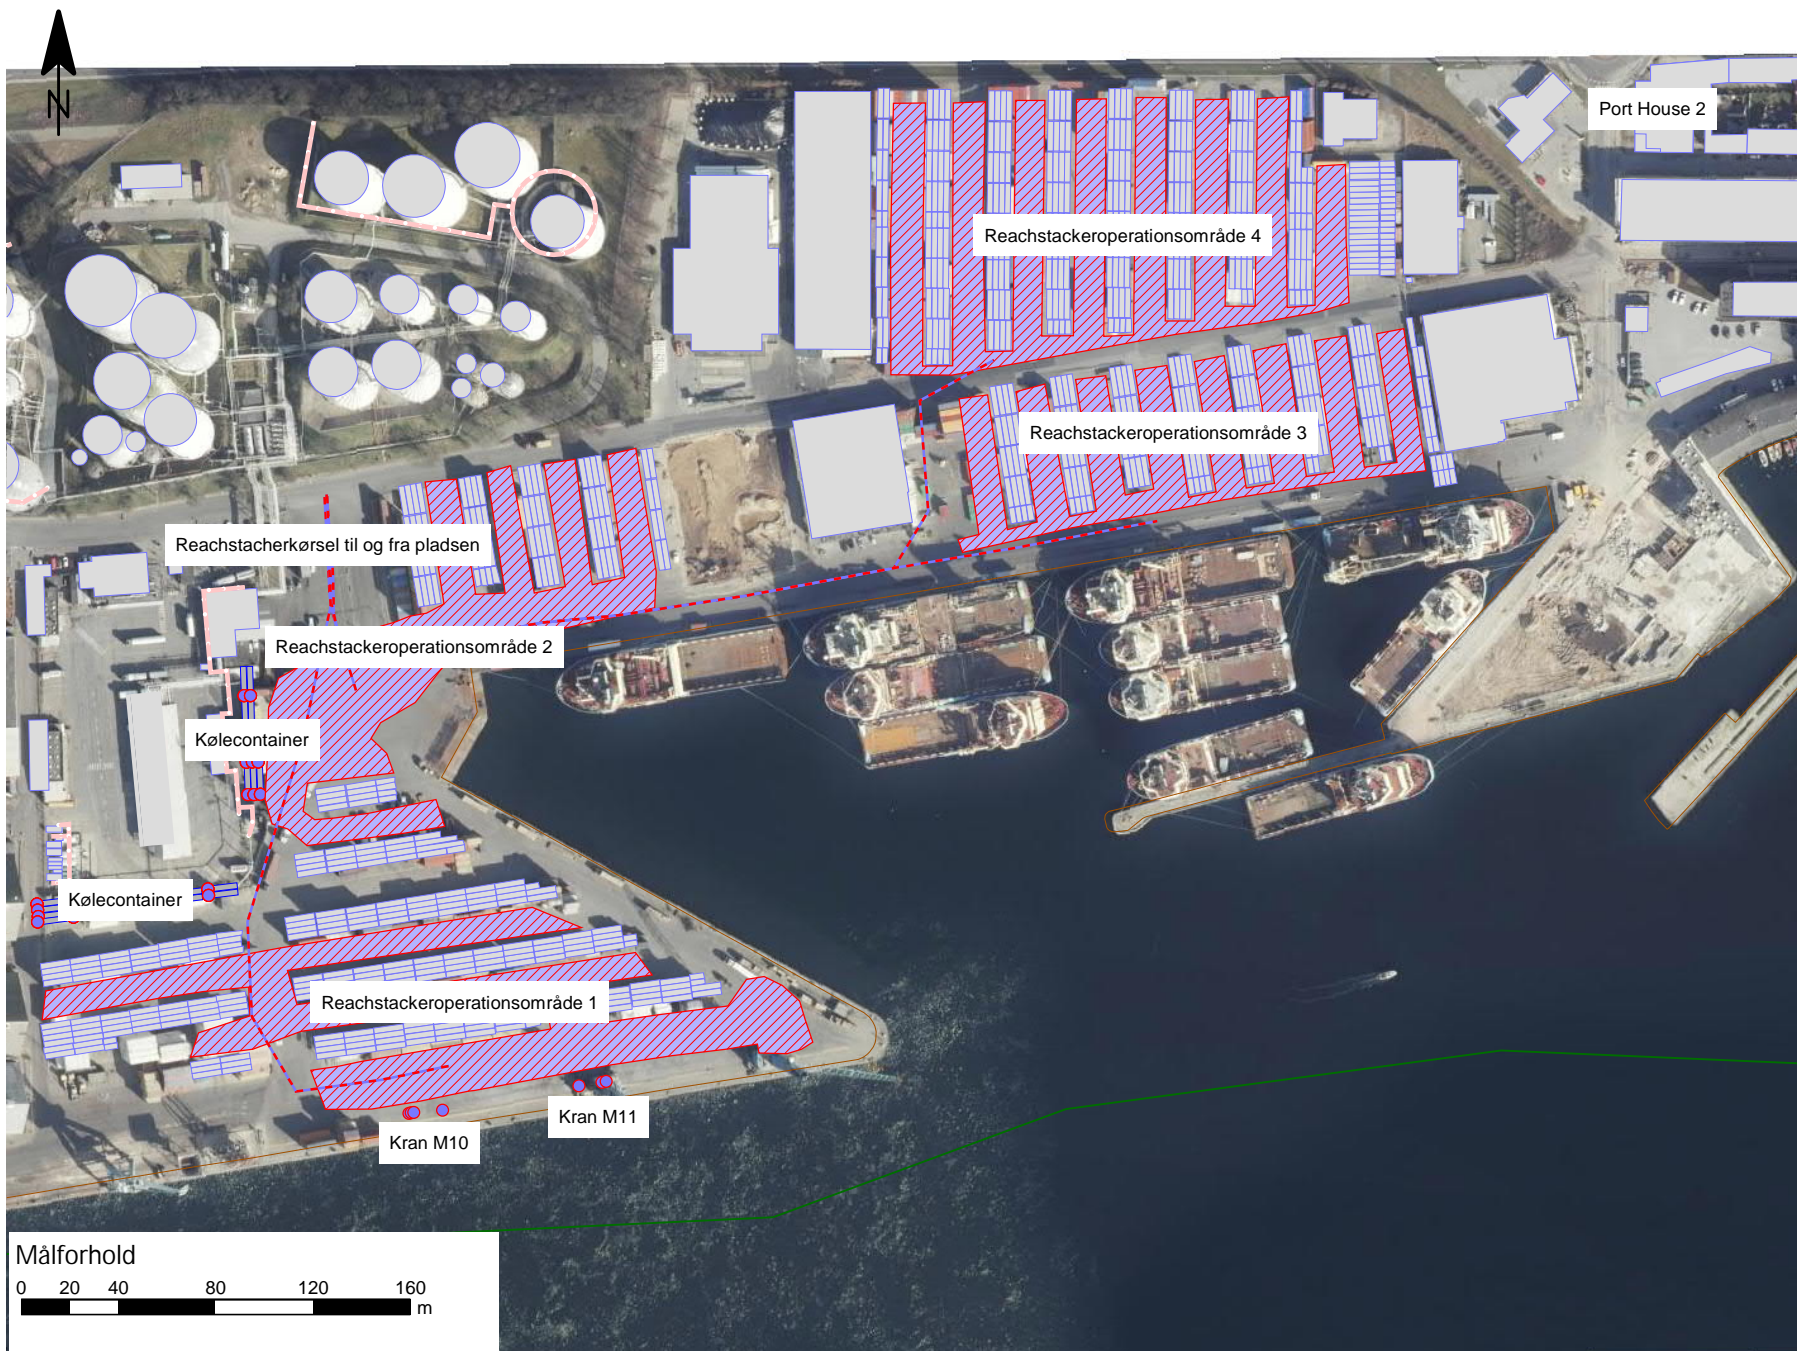 N
Port House 2
Reachstackeroperationsområde 4
Reachstackeroperationsområde 3
Reachstacherkørsel til og fra pladsen
Reachstackeroperationsområde 2
Kølecontainer
Kølecontainer
Reachstackeroperationsområde 1
Kran M11
Kran M10
Målforhold
0 20 40 80 120 160
m